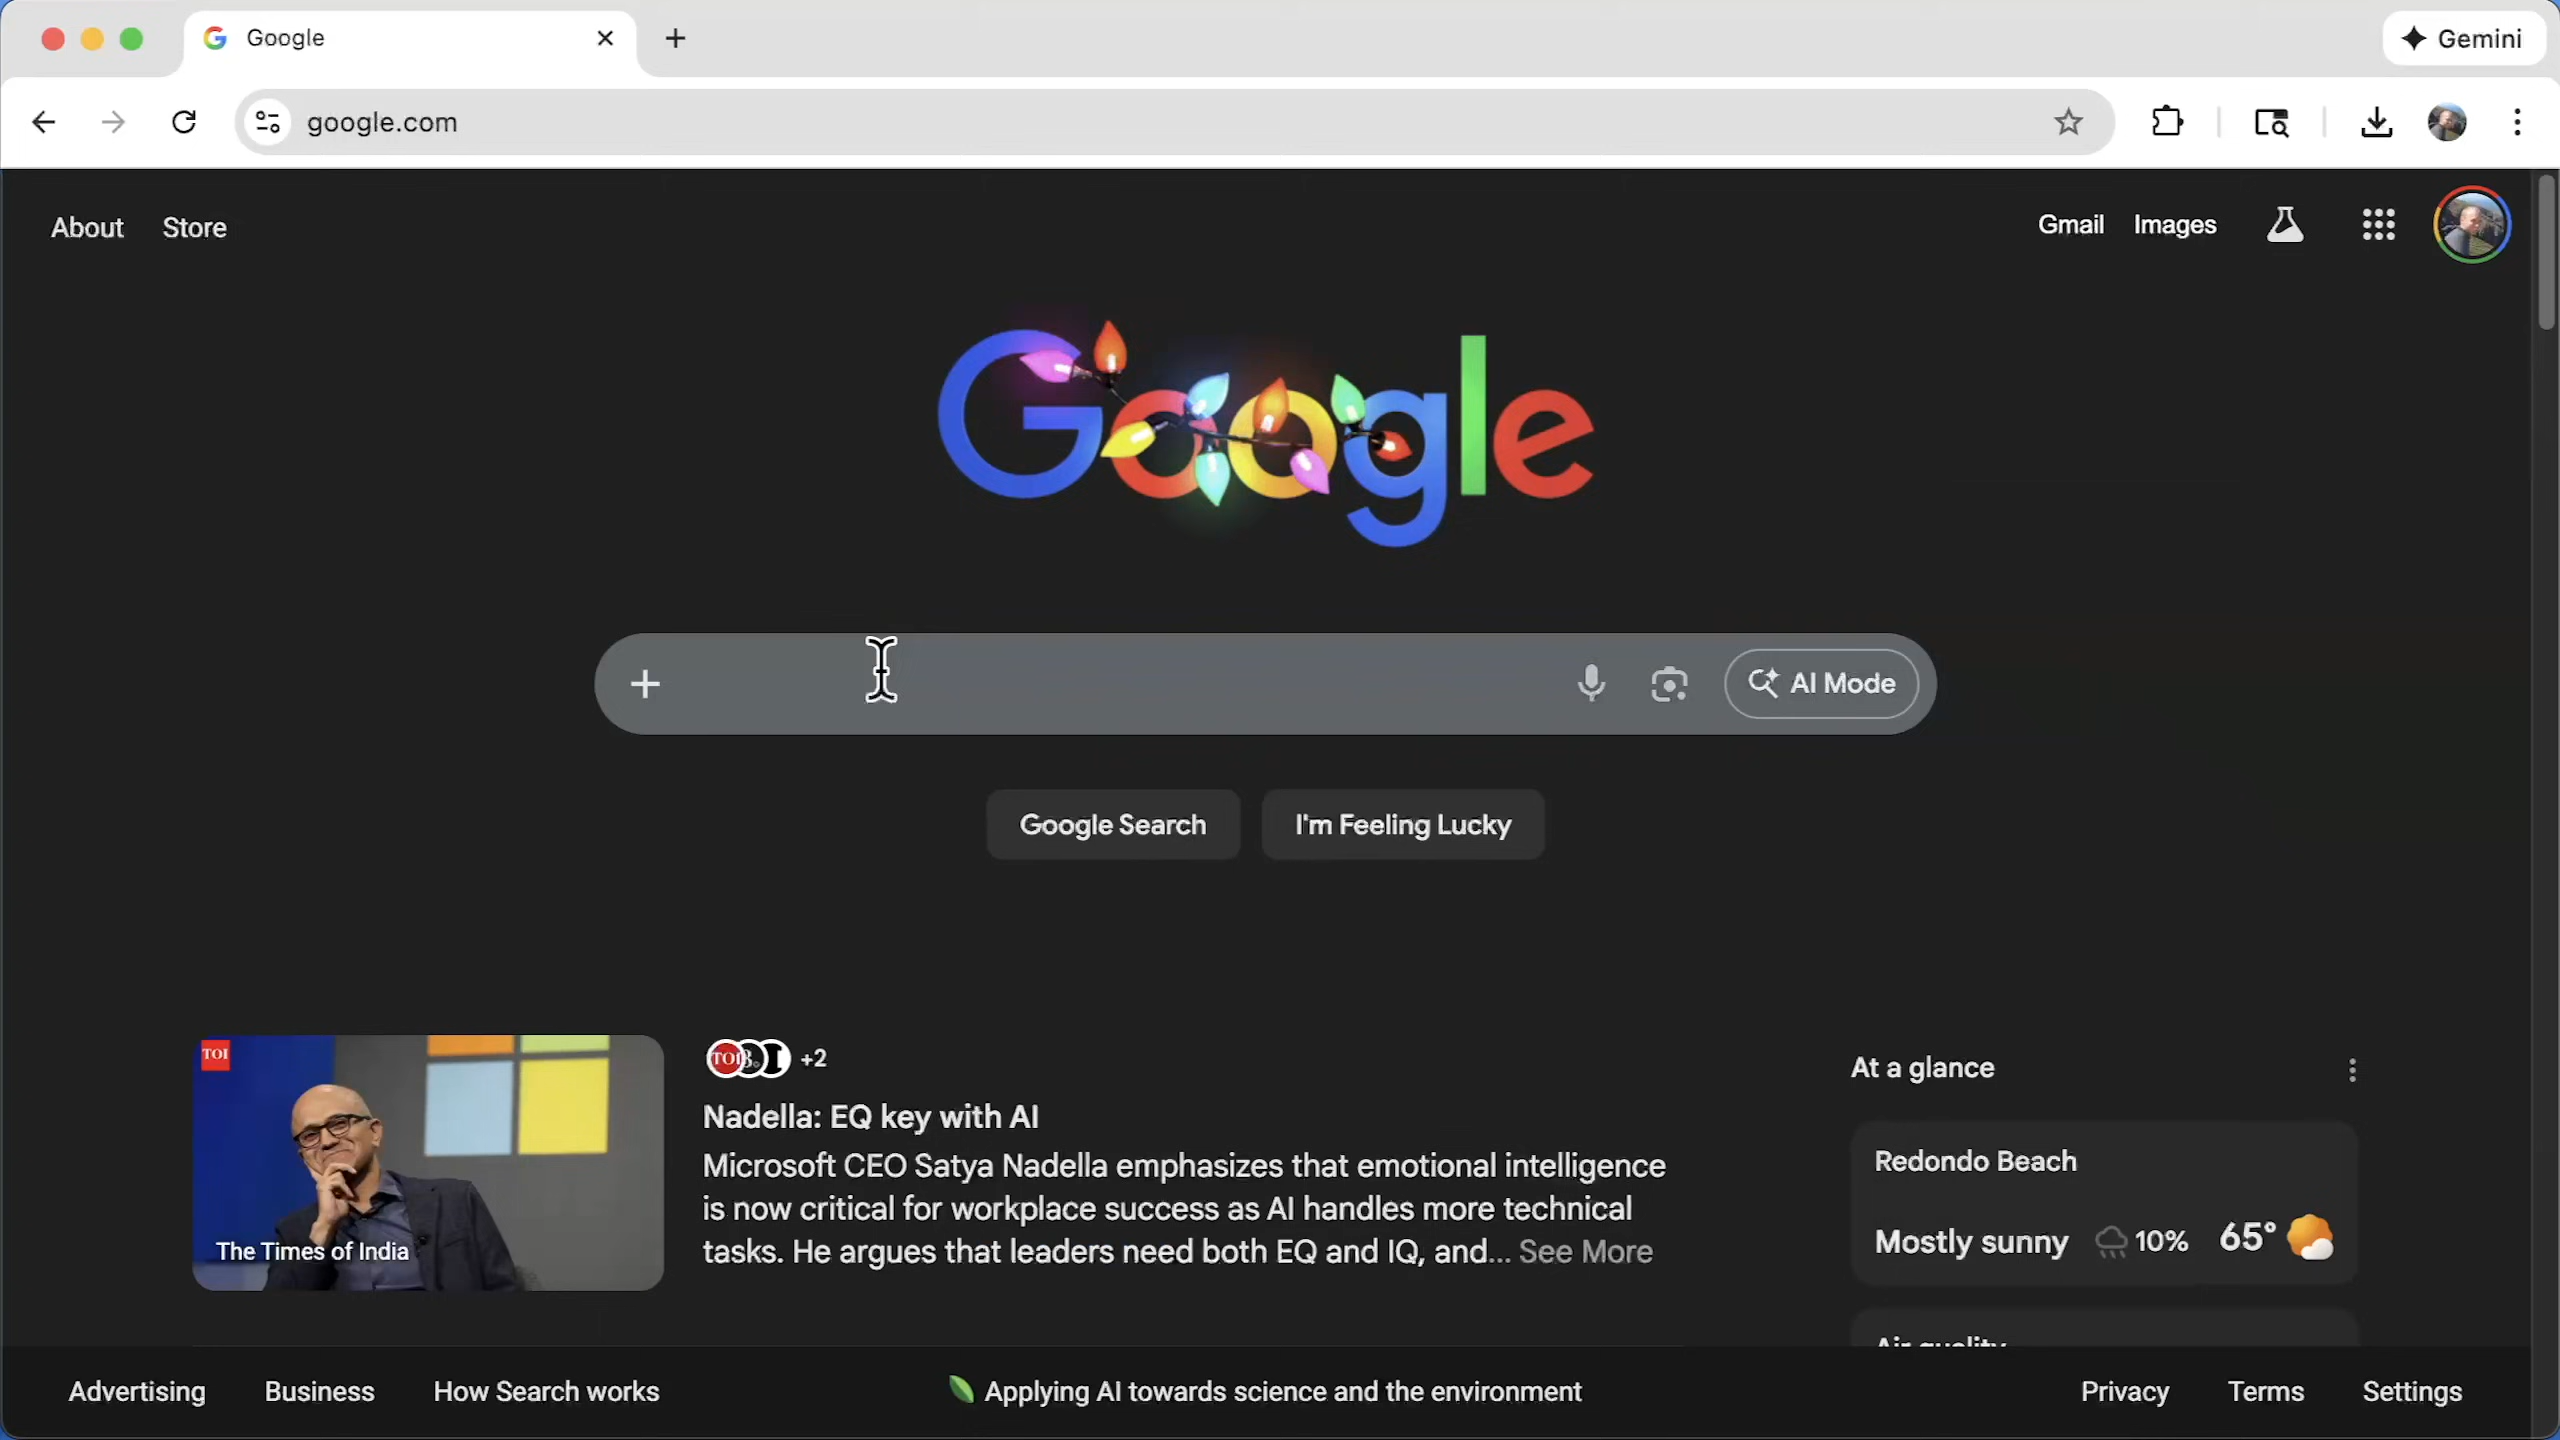 Google
Gemini
google.com
About
Store
Gmail
Images
Google
AI Mode
Google Search
I'm Feeling Lucky
TOI
The Times of India
TOI
+2
Nadella: EQ key with AI
Microsoft CEO Satya Nadella emphasizes that emotional intelligence
is now critical for workplace success as AI handles more technical
tasks. He argues that leaders need both EQ and IQ, and... See More
At a glance
Redondo Beach
Mostly sunny
10%
65°
Air quality
Advertising
Business
How Search works
Applying AI towards science and the environment
Privacy
Terms
Settings